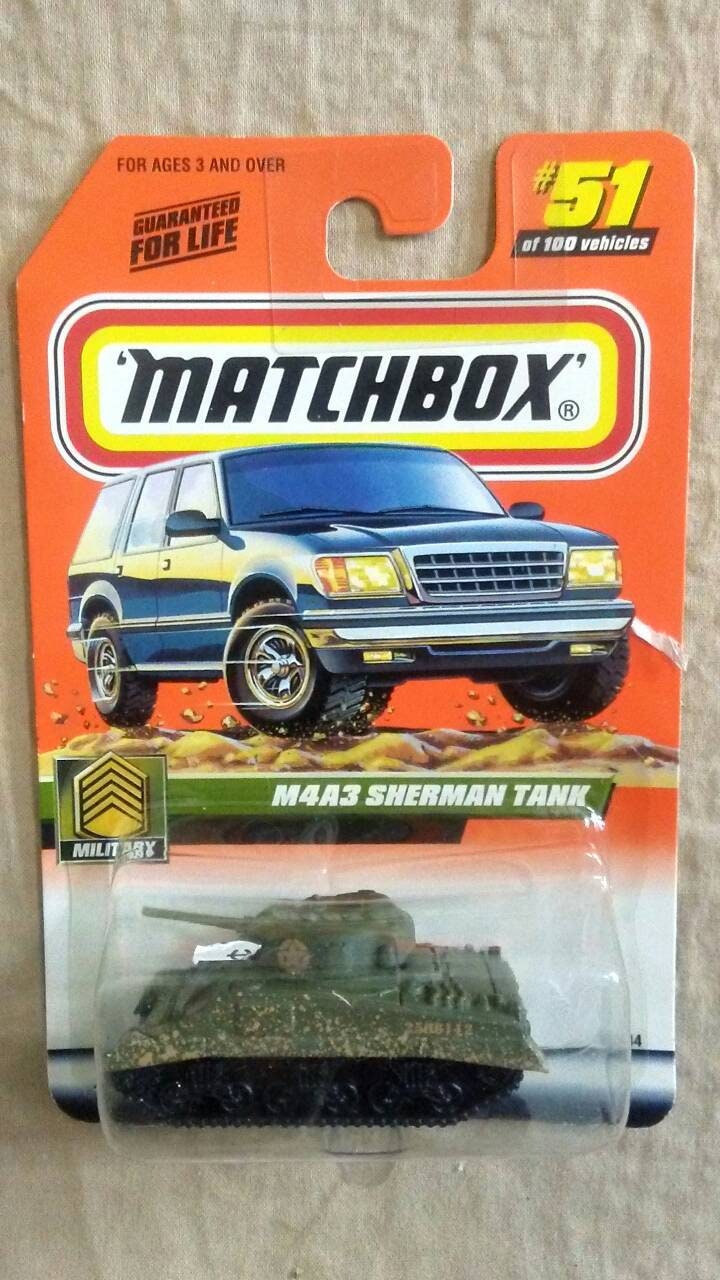 FOR AGES 3 AND OVER
GUARANTEED
FOR LIFE
#51
of 100 vehicles
'MATCHBOX'®
M4A3 SHERMAN TANK
MILITARY